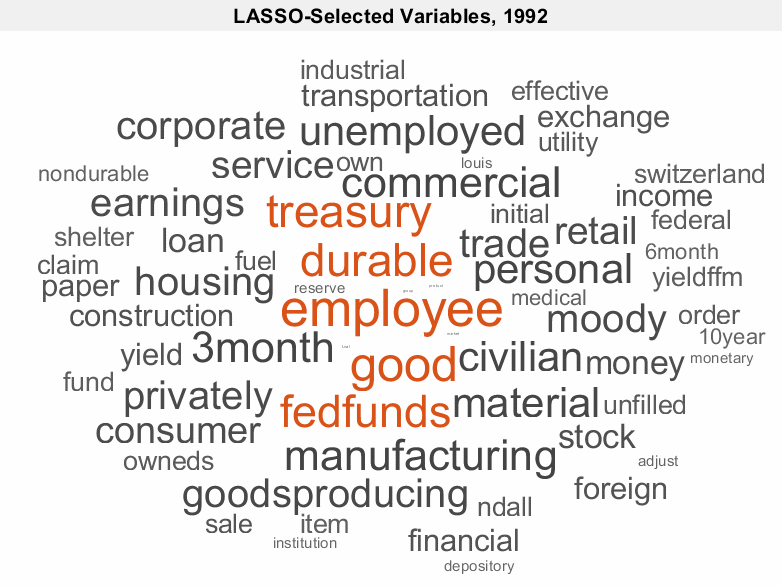 LASSO-Selected Variables, 1992
industrial
transportation effective
corporate unemployed exchange
utility
service own louis
nondurable commercial switzerland
earnings treasury initial income
shelter loan trade retail federal
claim fuel durable personal 6month
paper housing reserve yieldffm
construction employee medical moody order
10year
yield 3month good civilian money monetary
fund privately fedfunds material unfilled
consumer stock
owneds manufacturing adjust
goodsproducing ndall foreign
sale item
institution financial
depository